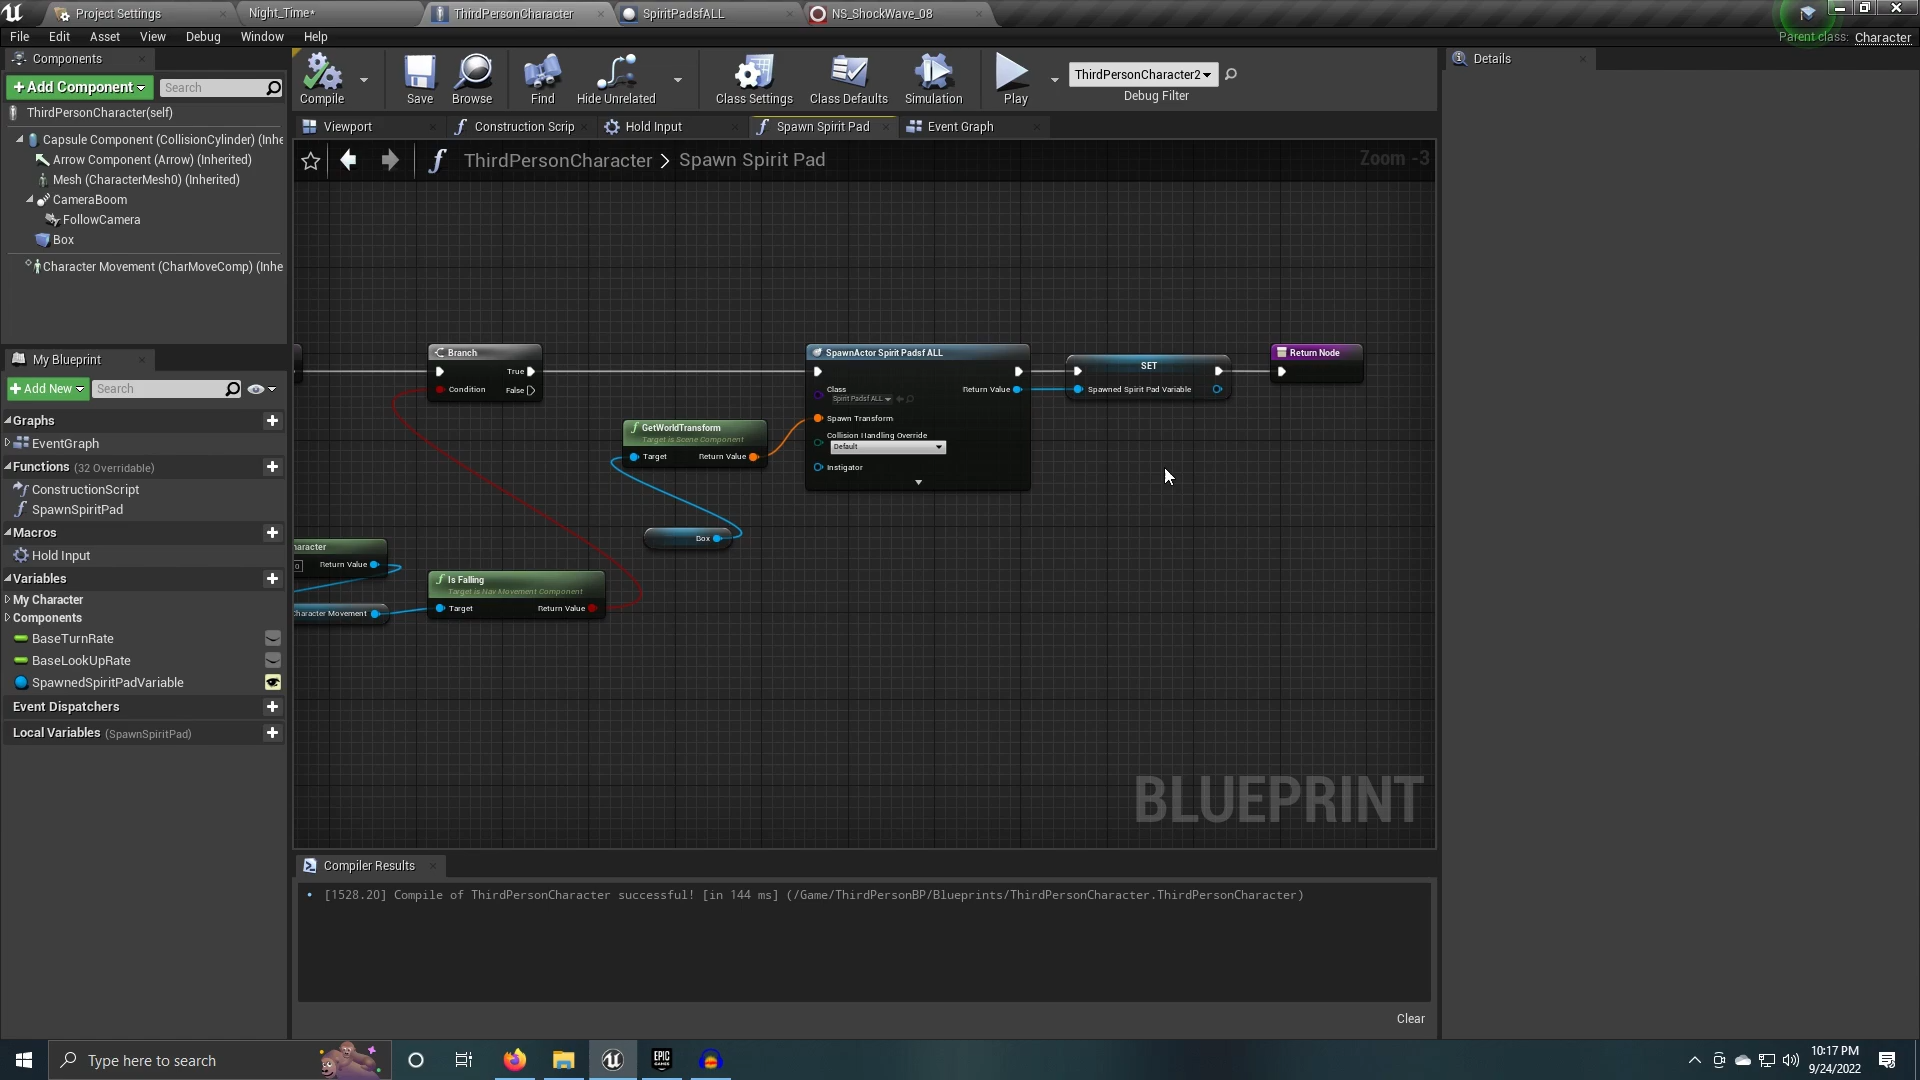 Project Settings
Night_Time*
ThirdPersonCharacter
SpiritPadsfALL
NS_ShockWave_08
File Edit Asset View Debug Window Help
Parent class: Character
Components
+Add Component
Search
ThirdPersonCharacter(self)
Capsule Component (CollisionCylinder) (Inhe
Arrow Component (Arrow) (Inherited)
Mesh (CharacterMesh0) (Inherited)
CameraBoom
FollowCamera
Box
Character Movement (CharMoveComp) (Inhe
Compile
Save
Browse
Find
Hide Unrelated
Class Settings
Class Defaults
Simulation
Play
ThirdPersonCharacter2
Debug Filter
Details
Viewport
Construction Scrip
Hold Input
Spawn Spirit Pad
Event Graph
ThirdPersonCharacter > Spawn Spirit Pad
Zoom -3
My Blueprint
+Add New
Search
Graphs
EventGraph
Functions (32 Overridable)
ConstructionScript
SpawnSpiritPad
Macros
Hold Input
Variables
My Character
Components
BaseTurnRate
BaseLookUpRate
SpawnedSpiritPadVariable
Event Dispatchers
Local Variables (SpawnSpiritPad)
Branch
True
Condition
False
GetWorldTransform
Target is Scene Component
Target
Return Value
Box
haracter
0
Return Value
Character Movement
Is Falling
Target is Nav Movement Component
Target
Return Value
SpawnActor Spirit Padsf ALL
Class
Spirit Padsf ALL
Return Value
Spawn Transform
Collision Handling Override
Default
Instigator
SET
Spawned Spirit Pad Variable
Return Node
BLUEPRINT
Compiler Results
[1528.20] Compile of ThirdPersonCharacter successful! [in 144 ms] (/Game/ThirdPersonBP/Blueprints/ThirdPersonCharacter.ThirdPersonCharacter)
Clear
Type here to search
EPIC
GAMES
10:17 PM
9/24/2022